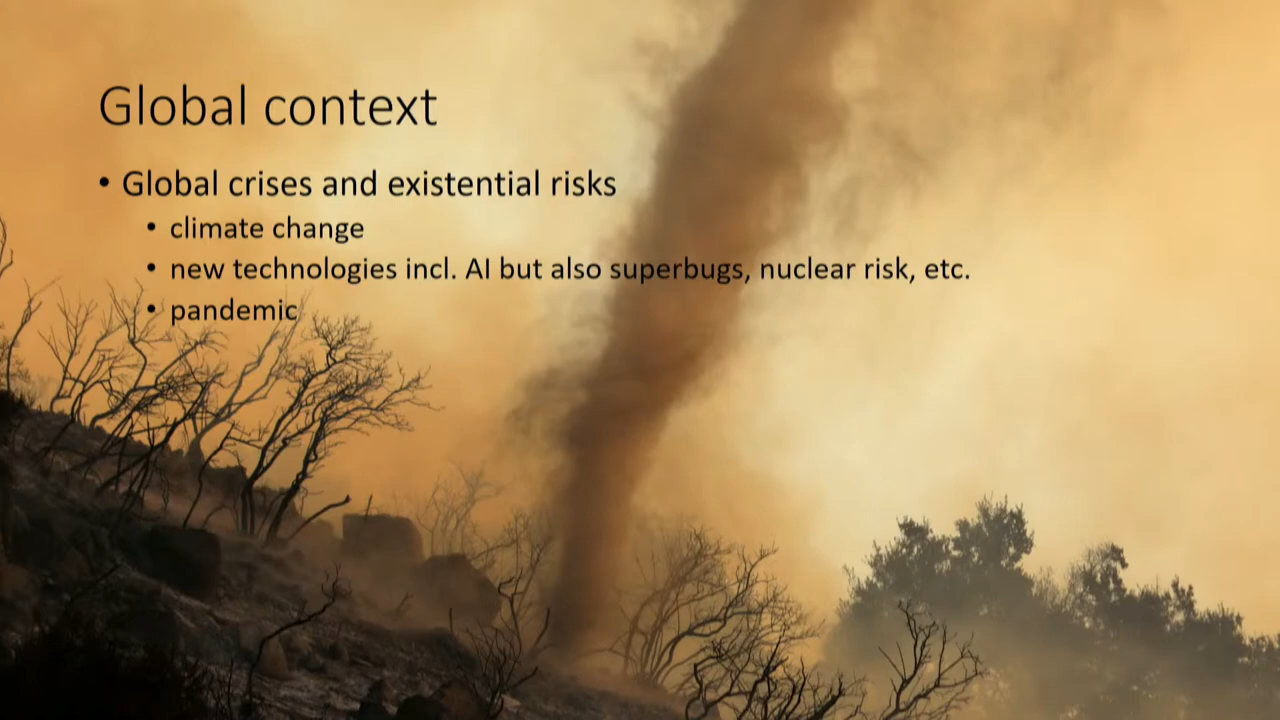 Global context
• Global crises and existential risks
• climate change
• new technologies incl. AI but also superbugs, nuclear risk, etc.
• pandemic